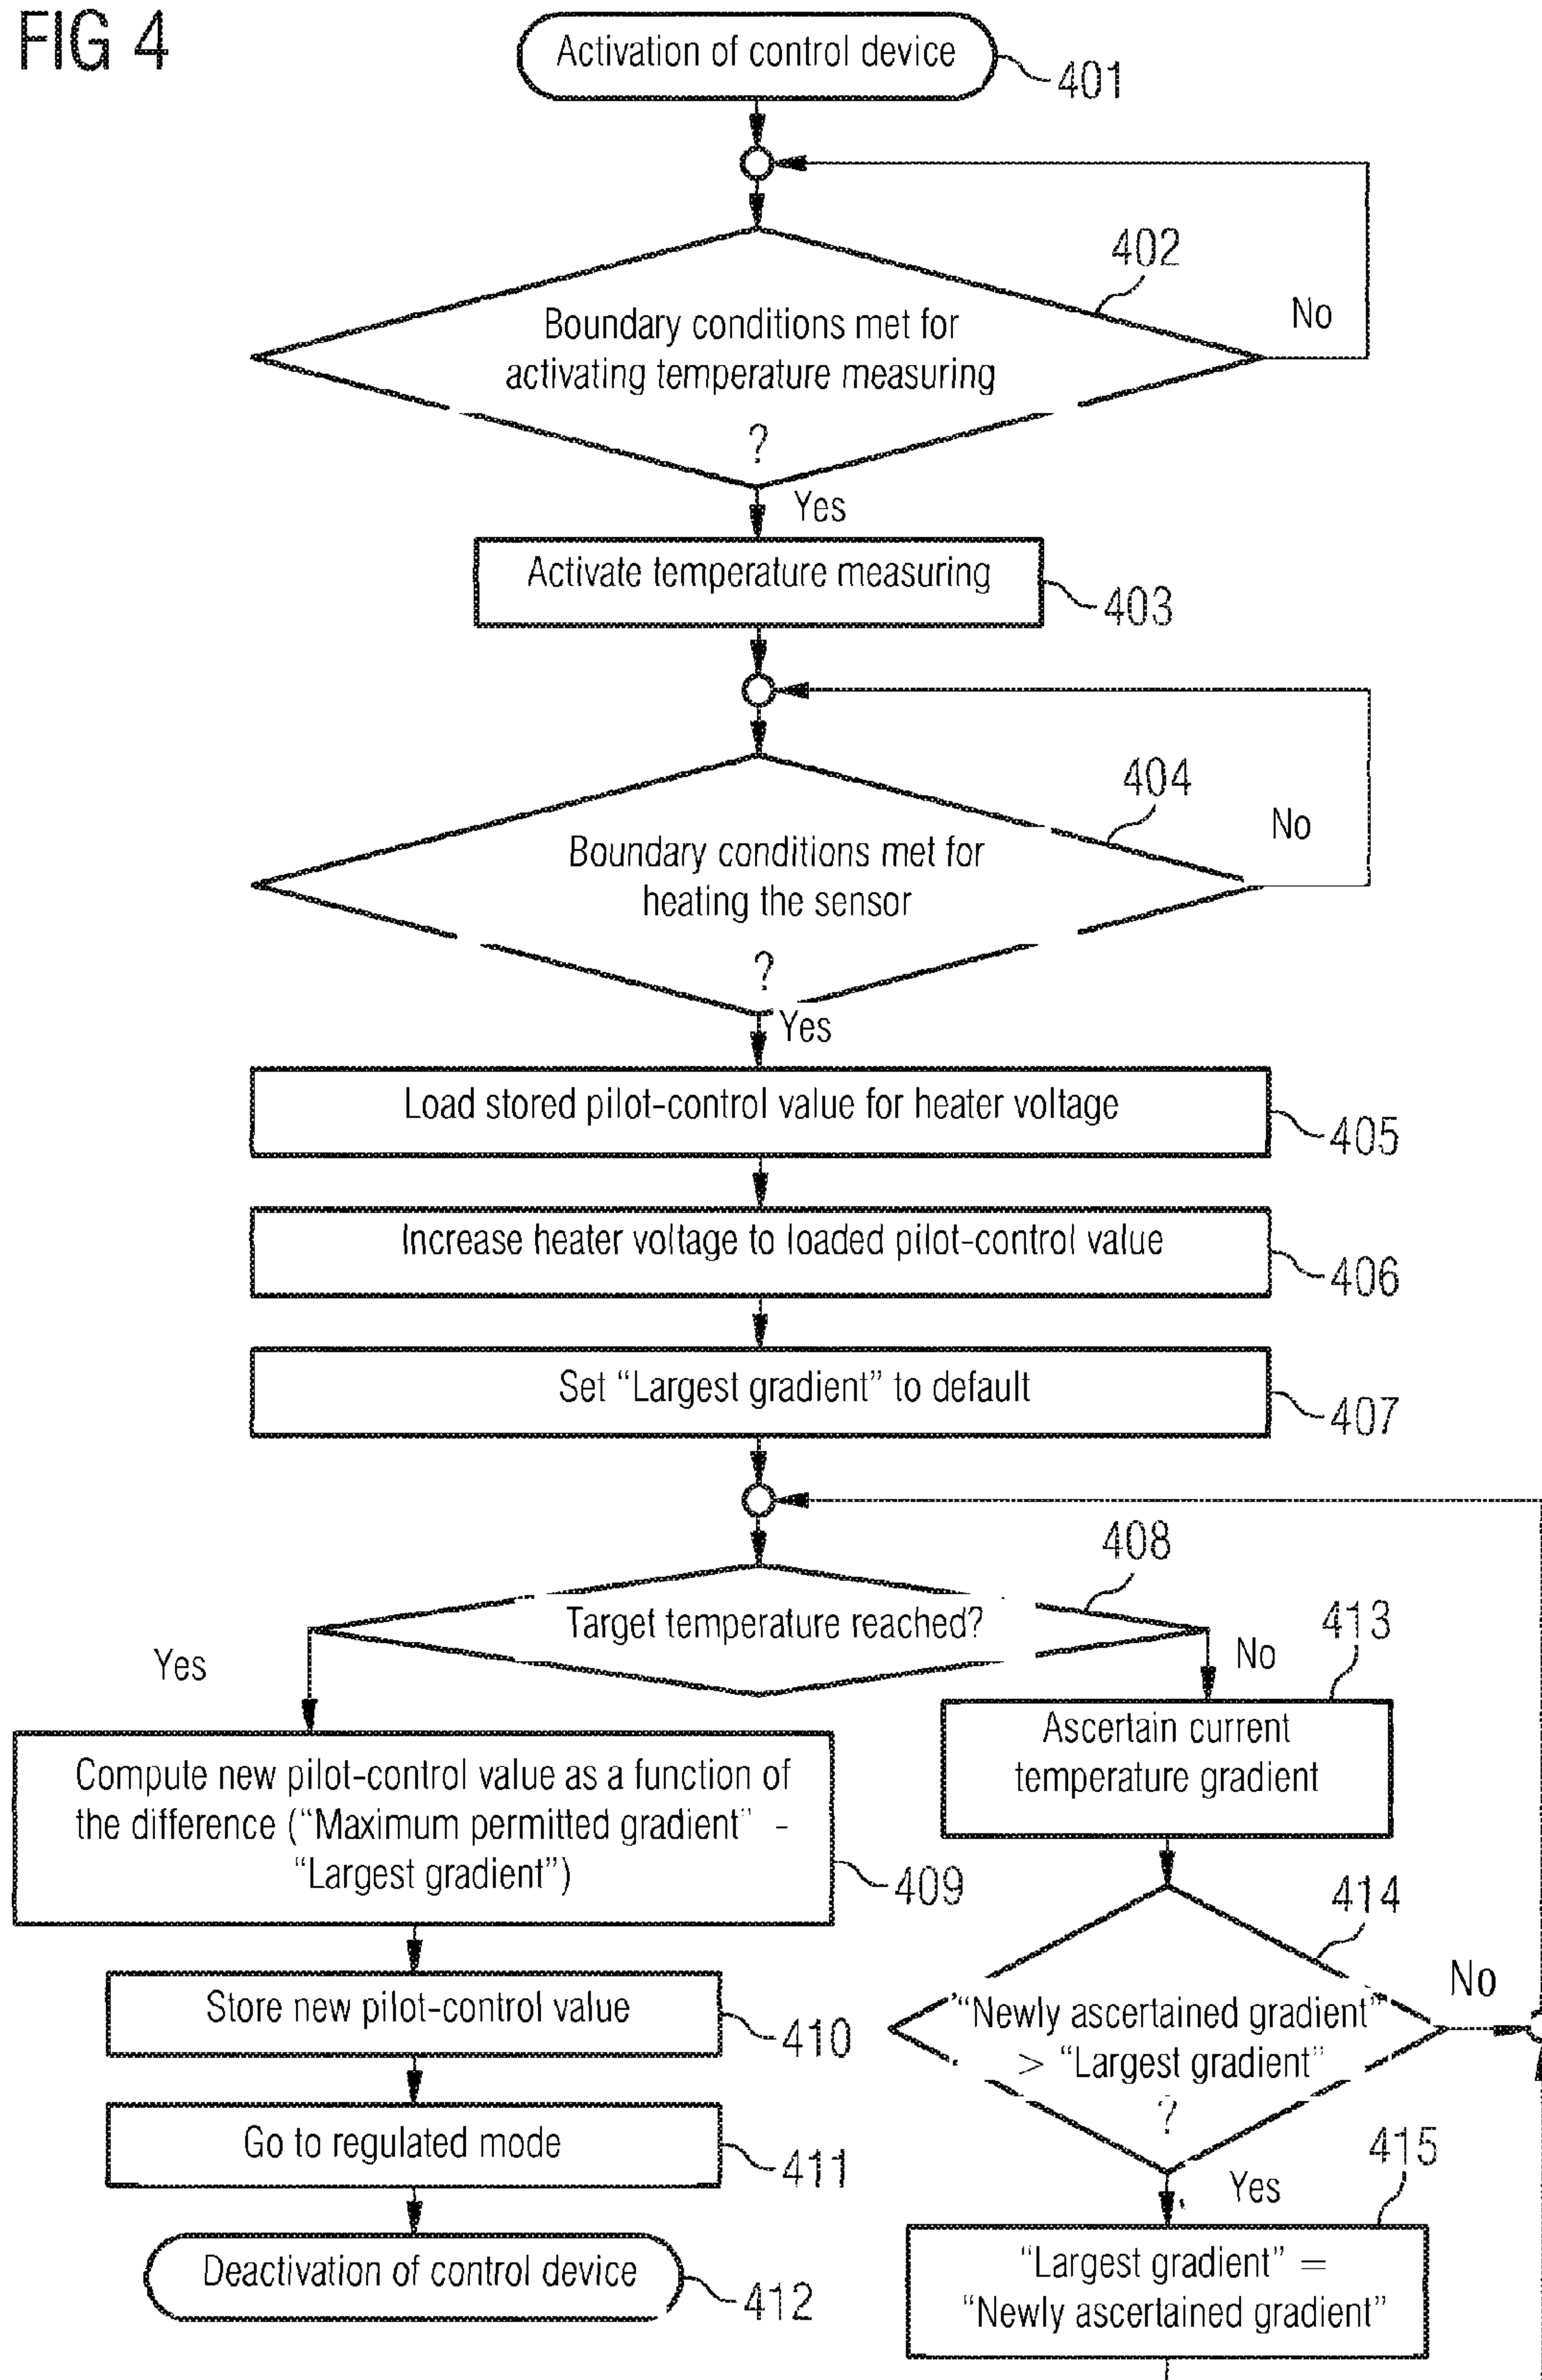 FIG 4
Activation of control device
401
402
No
Boundary conditions met for
activating temperature measuring
?
Yes
Activate temperature measuring
403
404
No
Boundary conditions met for
heating the sensor
?
Yes
Load stored pilot-control value for heater voltage
405
Increase heater voltage to loaded pilot-control value
406
Set “Largest gradient” to default
407
408
Target temperature reached?
Yes
No
413
Ascertain current
temperature gradient
Compute new pilot-control value as a function of
the difference (“Maximum permitted gradient” -
“Largest gradient”)
409
414
No
“Newly ascertained gradient”
> “Largest gradient”
?
Yes
Store new pilot-control value
410
Go to regulated mode
411
415
“Largest gradient” =
“Newly ascertained gradient”
Deactivation of control device
412